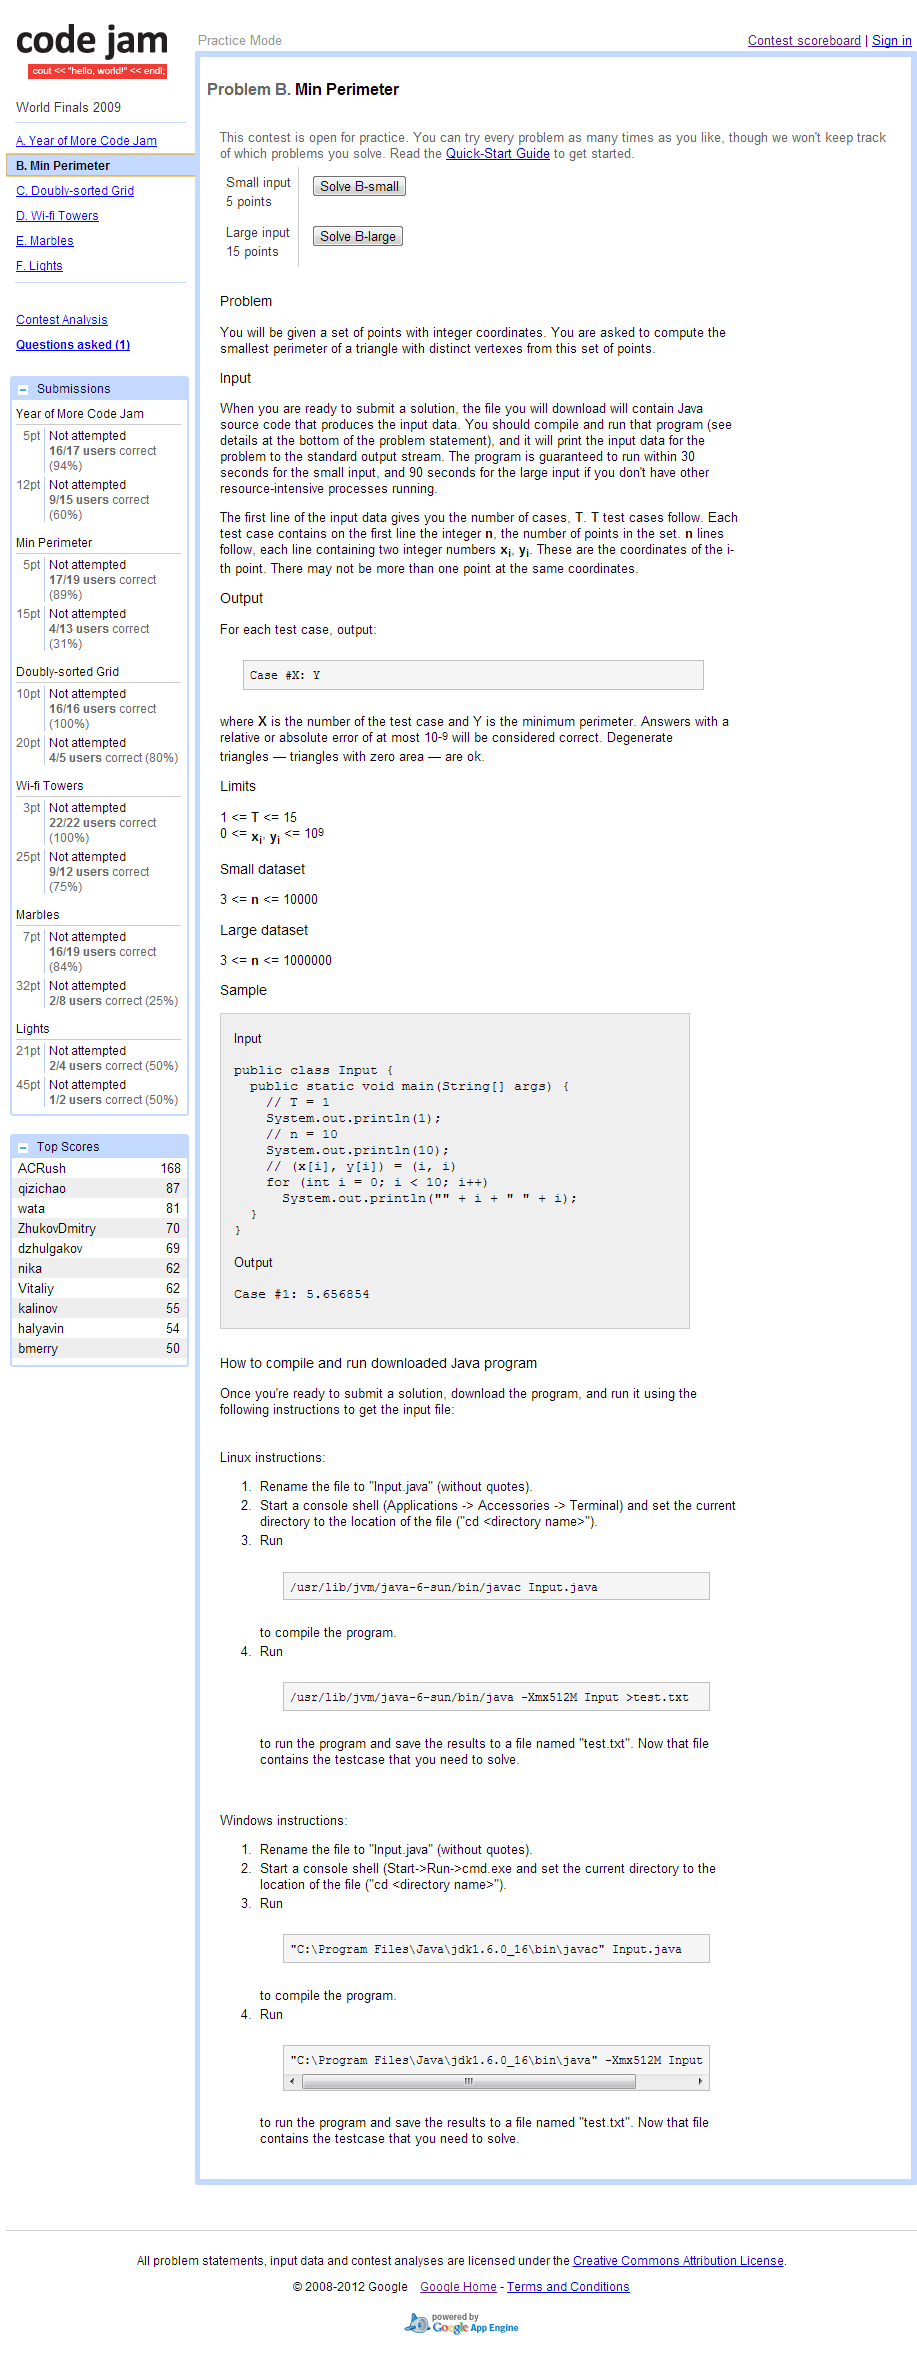 code jam
cout << "hello, world!" << endl;
Practice Mode
Contest scoreboard | Sign in
World Finals 2009
A. Year of More Code Jam
B. Min Perimeter
C. Doubly-sorted Grid
D. Wi-fi Towers
E. Marbles
F. Lights
Contest Analysis
Questions asked (1)
Submissions
Year of More Code Jam
5pt Not attempted
16/17 users correct
(94%)
12pt Not attempted
9/15 users correct
(60%)
Min Perimeter
5pt Not attempted
17/19 users correct
(89%)
15pt Not attempted
4/13 users correct
(31%)
Doubly-sorted Grid
10pt Not attempted
16/16 users correct
(100%)
20pt Not attempted
4/5 users correct (80%)
Wi-fi Towers
3pt Not attempted
22/22 users correct
(100%)
25pt Not attempted
9/12 users correct
(75%)
Marbles
7pt Not attempted
16/19 users correct
(84%)
32pt Not attempted
2/8 users correct (25%)
Lights
21pt Not attempted
2/4 users correct (50%)
45pt Not attempted
1/2 users correct (50%)
Top Scores
ACRush 168
qizichao 87
wata 81
ZhukovDmitry 70
dzhulgakov 69
nika 62
Vitaliy 62
kalinov 55
halyavin 54
bmerry 50
Problem B. Min Perimeter
This contest is open for practice. You can try every problem as many times as you like, though we won't keep track
of which problems you solve. Read the Quick-Start Guide to get started.
Small input
5 points
Solve B-small
Large input
15 points
Solve B-large
Problem
You will be given a set of points with integer coordinates. You are asked to compute the
smallest perimeter of a triangle with distinct vertexes from this set of points.
Input
When you are ready to submit a solution, the file you will download will contain Java
source code that produces the input data. You should compile and run that program (see
details at the bottom of the problem statement), and it will print the input data for the
problem to the standard output stream. The program is guaranteed to run within 30
seconds for the small input, and 90 seconds for the large input if you don't have other
resource-intensive processes running.
The first line of the input data gives you the number of cases, T. T test cases follow. Each
test case contains on the first line the integer n, the number of points in the set. n lines
follow, each line containing two integer numbers xi, yi. These are the coordinates of the i-
th point. There may not be more than one point at the same coordinates.
Output
For each test case, output:
Case #X: Y
where X is the number of the test case and Y is the minimum perimeter. Answers with a
relative or absolute error of at most 10-9 will be considered correct. Degenerate
triangles — triangles with zero area — are ok.
Limits
1 <= T <= 15
0 <= xi, yi <= 109
Small dataset
3 <= n <= 10000
Large dataset
3 <= n <= 1000000
Sample
Input
public class Input {
public static void main(String[] args) {
// T = 1
System.out.println(1);
// n = 10
System.out.println(10);
// (x[i], y[i]) = (i, i)
for (int i = 0; i < 10; i++)
System.out.println("" + i + " " + i);
}
}
Output
Case #1: 5.656854
How to compile and run downloaded Java program
Once you're ready to submit a solution, download the program, and run it using the
following instructions to get the input file:
Linux instructions:
1. Rename the file to "Input.java" (without quotes).
2. Start a console shell (Applications -> Accessories -> Terminal) and set the current
directory to the location of the file ("cd <directory name>").
3. Run
/usr/lib/jvm/java-6-sun/bin/javac Input.java
to compile the program.
4. Run
/usr/lib/jvm/java-6-sun/bin/java -Xmx512M Input >test.txt
to run the program and save the results to a file named "test.txt". Now that file
contains the testcase that you need to solve.
Windows instructions:
1. Rename the file to "Input.java" (without quotes).
2. Start a console shell (Start->Run->cmd.exe and set the current directory to the
location of the file ("cd <directory name>").
3. Run
"C:\Program Files\Java\jdk1.6.0_16\bin\javac" Input.java
to compile the program.
4. Run
"C:\Program Files\Java\jdk1.6.0_16\bin\java" -Xmx512M Input
to run the program and save the results to a file named "test.txt". Now that file
contains the testcase that you need to solve.
All problem statements, input data and contest analyses are licensed under the Creative Commons Attribution License.
© 2008-2012 Google Google Home - Terms and Conditions
powered by
Google App Engine